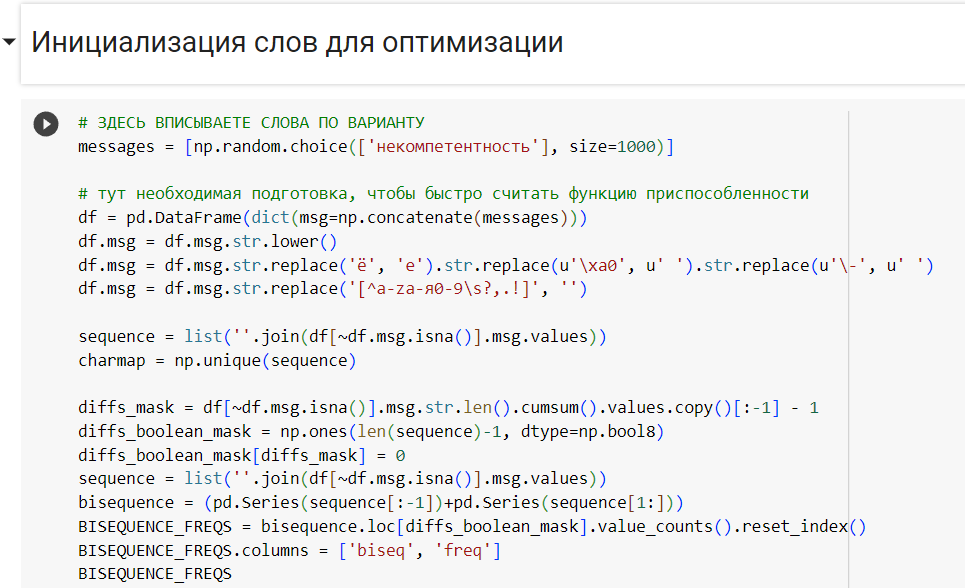 Инициализация слов для оптимизации
# ЗДЕСЬ ВПИСЫВАЕТЕ СЛОВА ПО ВАРИАНТУ
messages = [np.random.choice(['некомпетентность'], size=1000)]
# тут необходимая подготовка, чтобы быстро считать функцию приспособленности
df = pd.DataFrame(dict(msg=np.concatenate(messages)))
df.msg = df.msg.str.lower()
df.msg = df.msg.str.replace('ё', 'е').str.replace(u'\xa0', u' ').str.replace(u'\-', u' ')
df.msg = df.msg.str.replace('[^a-zа-я0-9\s?,.!]', '')
sequence = list(''.join(df[~df.msg.isna()].msg.values))
charmap = np.unique(sequence)
diffs_mask = df[~df.msg.isna()].msg.str.len().cumsum().values.copy()[:-1] - 1
diffs_boolean_mask = np.ones(len(sequence)-1, dtype=np.bool8)
diffs_boolean_mask[diffs_mask] = 0
sequence = list(''.join(df[~df.msg.isna()].msg.values))
bisequence = (pd.Series(sequence[:-1])+pd.Series(sequence[1:]))
BISEQUENCE_FREQS = bisequence.loc[diffs_boolean_mask].value_counts().reset_index()
BISEQUENCE_FREQS.columns = ['biseq', 'freq']
BISEQUENCE_FREQS